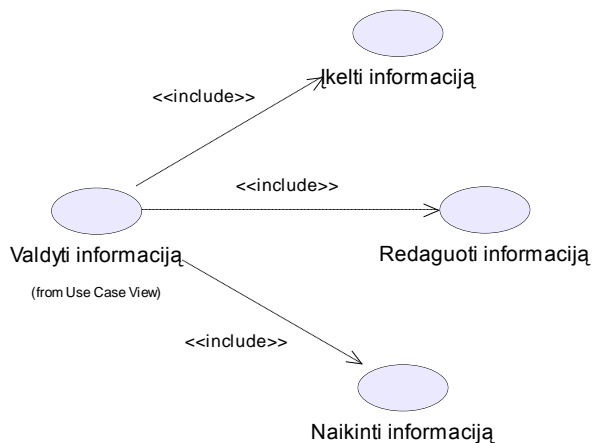 Įkelti informaciją
<<include>>
<<include>>
Valdyti informaciją
Redaguoti informaciją
(from Use Case View)
<<include>>
Naikinti informaciją